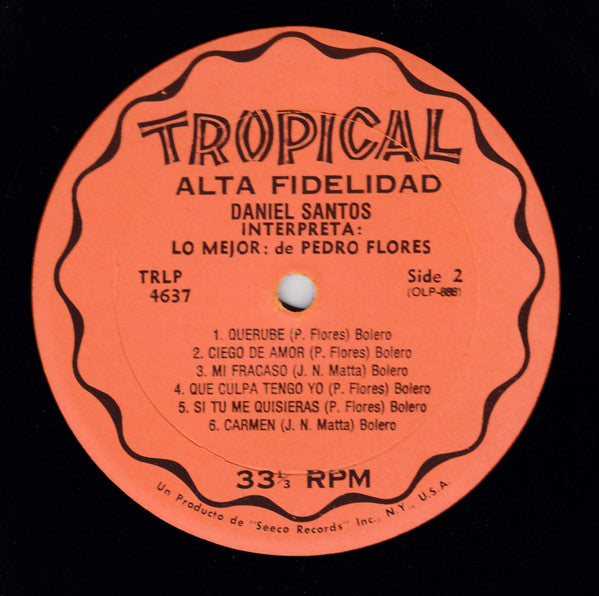 TROPICAL
ALTA FIDELIDAD
DANIEL SANTOS
INTERPRETA:
LO MEJOR: de PEDRO FLORES
TRLP
4637
Side 2
(OLP-886)
1. QUERUBE (P. Flores) Bolero
2. CIEGO DE AMOR (P. Flores) Bolero
3. MI FRACASO (J. N. Matta) Bolero
4. QUE CULPA TENGO YO (P. Flores) Bolero
5. SI TU ME QUISIERAS (P. Flores) Bolero
6. CARMEN (J. N. Matta) Bolero
33⅓ RPM
Un Producto de "Seeco Records" Inc., N.Y., U.S.A.